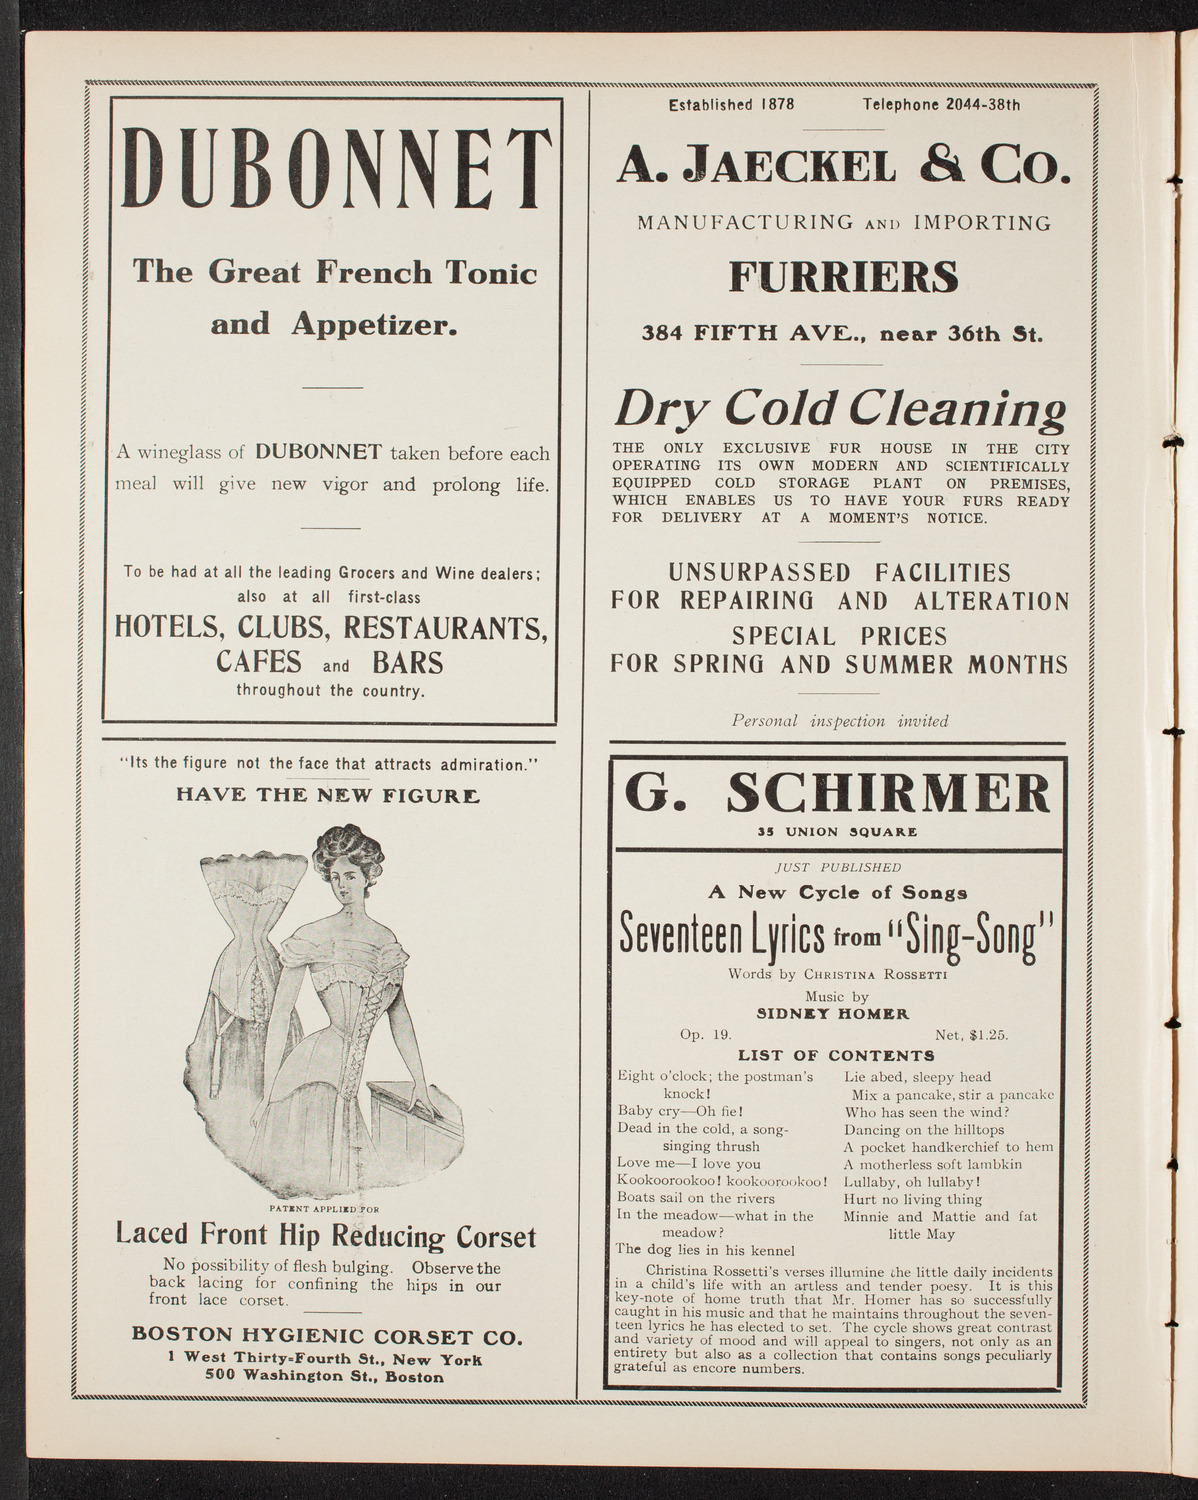 DUBONNET
The Great French Tonic
and Appetizer.
A wineglass of DUBONNET taken before each
meal will give new vigor and prolong life.
To be had at all the leading Grocers and Wine dealers;
also at all first-class
HOTELS, CLUBS, RESTAURANTS,
CAFES and BARS
throughout the country.
"Its the figure not the face that attracts admiration."
HAVE THE NEW FIGURE
PATENT APPLIED FOR
Laced Front Hip Reducing Corset
No possibility of flesh bulging. Observe the
back lacing for confining the hips in our
front lace corset.
BOSTON HYGIENIC CORSET CO.
1 West Thirty=Fourth St., New York
500 Washington St., Boston
Established 1878 Telephone 2044-38th
A. JAECKEL & CO.
MANUFACTURING AND IMPORTING
FURRIERS
384 FIFTH AVE., near 36th St.
Dry Cold Cleaning
THE ONLY EXCLUSIVE FUR HOUSE IN THE CITY
OPERATING ITS OWN MODERN AND SCIENTIFICALLY
EQUIPPED COLD STORAGE PLANT ON PREMISES,
WHICH ENABLES US TO HAVE YOUR FURS READY
FOR DELIVERY AT A MOMENT'S NOTICE.
UNSURPASSED FACILITIES
FOR REPAIRING AND ALTERATION
SPECIAL PRICES
FOR SPRING AND SUMMER MONTHS
Personal inspection invited
G. SCHIRMER
35 UNION SQUARE
JUST PUBLISHED
A New Cycle of Songs
Seventeen Lyrics from "Sing-Song"
Words by CHRISTINA ROSSETTI
Music by
SIDNEY HOMER
Op. 19. Net, $1.25.
LIST OF CONTENTS
Eight o'clock; the postman's
knock!
Baby cry—Oh fie!
Dead in the cold, a song-
singing thrush
Love me—I love you
Kookoorookoo! kookoorookoo!
Boats sail on the rivers
In the meadow—what in the
meadow?
The dog lies in his kennel
Lie abed, sleepy head
Mix a pancake, stir a pancake
Who has seen the wind?
Dancing on the hilltops
A pocket handkerchief to hem
A motherless soft lambkin
Lullaby, oh lullaby!
Hurt no living thing
Minnie and Mattie and fat
little May
Christina Rossetti's verses illumine the little daily incidents
in a child's life with an artless and tender poesy. It is this
key-note of home truth that Mr. Homer has so successfully
caught in his music and that he maintains throughout the seven-
teen lyrics he has elected to set. The cycle shows great contrast
and variety of mood and will appeal to singers, not only as an
entirety but also as a collection that contains songs peculiarly
grateful as encore numbers.